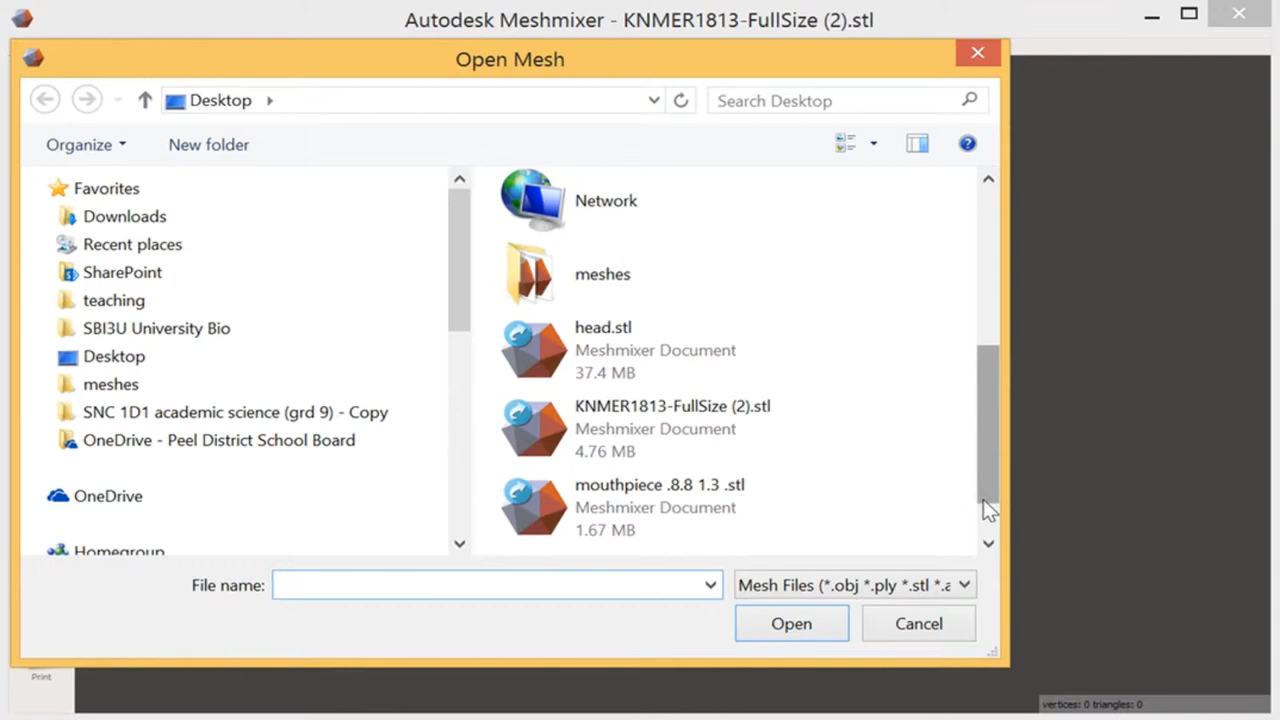 Autodesk Meshmixer - KNMER1813-FullSize (2).stl
Open Mesh
Desktop
Search Desktop
Organize
New folder
Favorites
Downloads
Recent places
SharePoint
teaching
SBI3U University Bio
Desktop
meshes
SNC 1D1 academic science (grd 9) - Copy
OneDrive - Peel District School Board
OneDrive
Homegroup
Network
meshes
head.stl
Meshmixer Document
37.4 MB
KNMER1813-FullSize (2).stl
Meshmixer Document
4.76 MB
mouthpiece .8.8 1.3 .stl
Meshmixer Document
1.67 MB
File name:
Mesh Files (*.obj *.ply *.stl *.a
Open
Cancel
Print
vertices: 0 triangles: 0